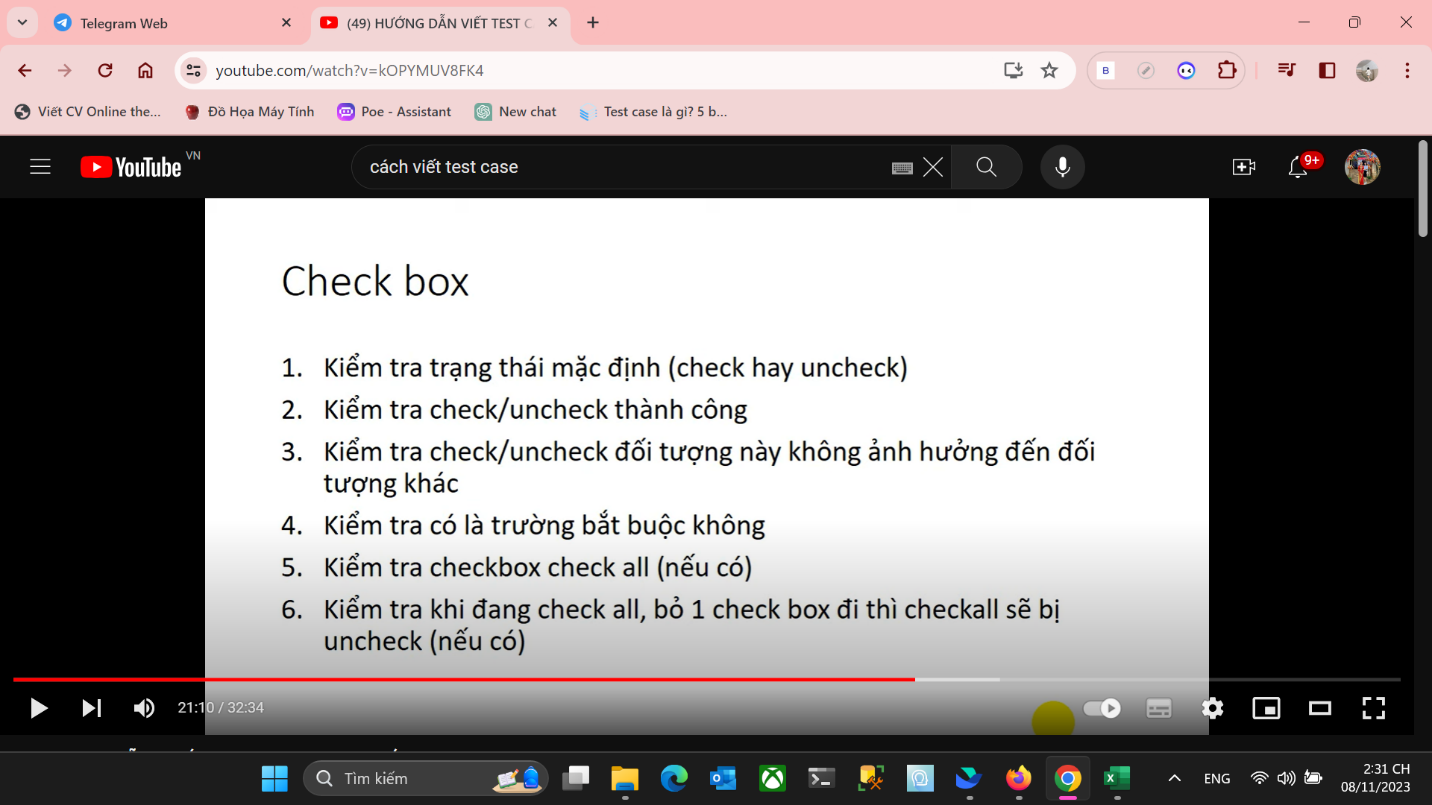 Telegram Web
(49) HƯỚNG DẪN VIẾT TEST C
youtube.com/watch?v=kOPYMUV8FK4
B
Viết CV Online the...
Đồ Họa Máy Tính
Poe - Assistant
New chat
Test case là gì? 5 b...
YouTube VN
cách viết test case
9+
Check box
1. Kiểm tra trạng thái mặc định (check hay uncheck)
2. Kiểm tra check/uncheck thành công
3. Kiểm tra check/uncheck đối tượng này không ảnh hưởng đến đối
tượng khác
4. Kiểm tra có là trường bắt buộc không
5. Kiểm tra checkbox check all (nếu có)
6. Kiểm tra khi đang check all, bỏ 1 check box đi thì checkall sẽ bị
uncheck (nếu có)
21:10 / 32:34
Tìm kiếm
ENG
2:31 CH
08/11/2023